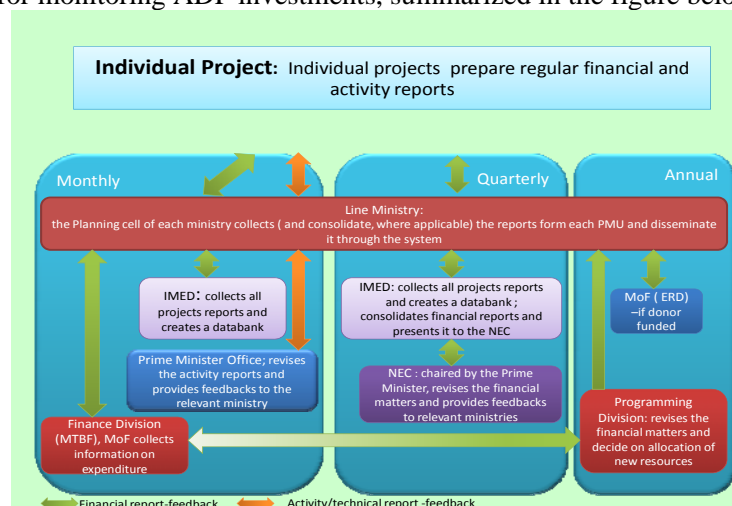 for monitoring ADP investments, summarized in the figure belo
Individual Project: Individual projects prepare regular financial and
activity reports
Monthly
Quarterly
Annual
Line Ministry:
the Planning cell of each ministry collects ( and consolidate, where applicable) the reports form each PMU and disseminate
it through the system
IMED: collects all
projects reports and
creates a databank
IMED: collects all projects reports
and creates a databank ;
consolidates financial reports and
presents it to the NEC
MoF ( ERD)
–if donor
funded
Prime Minister Office; revises
the activity reports and
provides feedbacks to the
relevant ministry
NEC : chaired by the Prime
Minister, revises the financial
matters and provides feedbacks
to relevant ministries
Programming
Division: revises the
financial matters and
decide on allocation of
new resources
Finance Division
(MTBF), MoF collects
information on
expenditure
Financial report-feedback
Activity/technical report -feedback